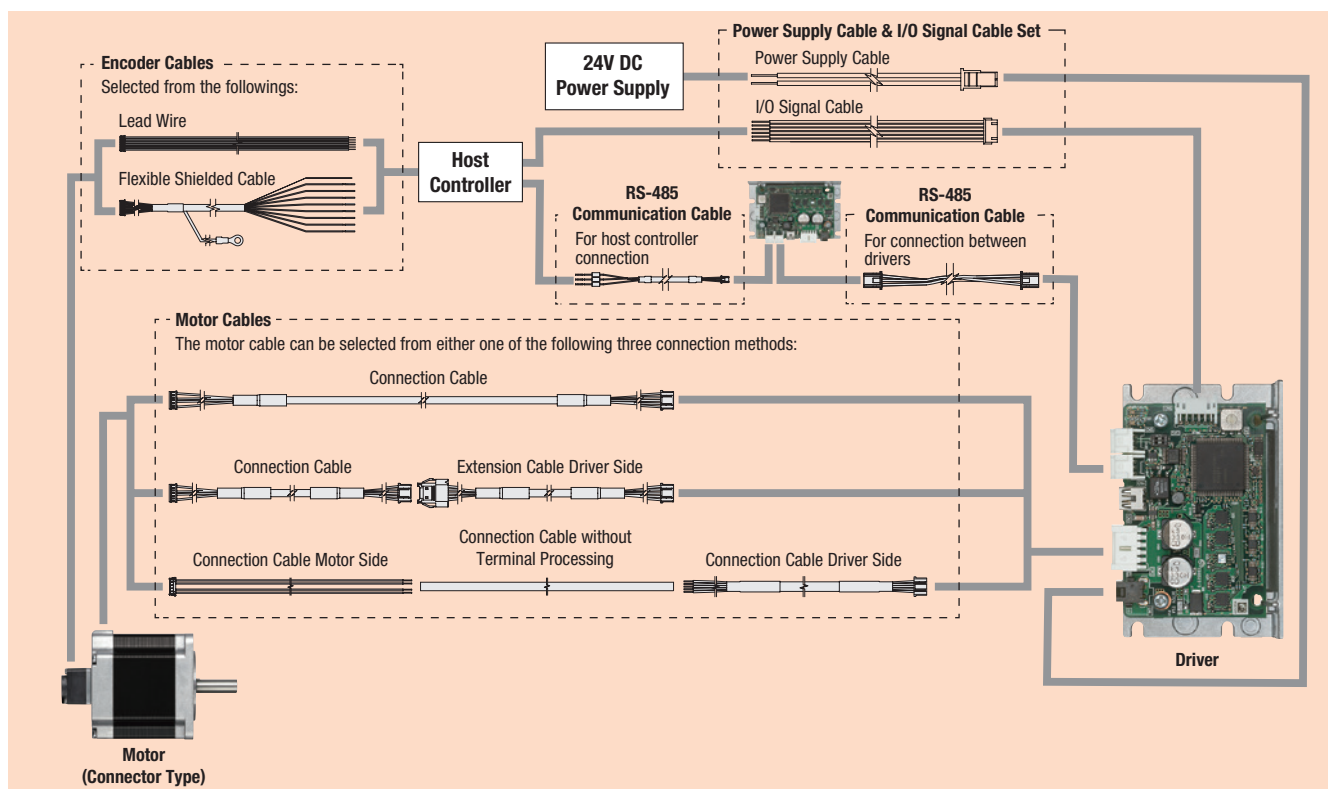 Encoder Cables
Selected from the followings:
Lead Wire
Flexible Shielded Cable
Host
Controller
24V DC
Power Supply
Power Supply Cable & I/O Signal Cable Set
Power Supply Cable
I/O Signal Cable
RS-485
Communication Cable
For host controller
connection
RS-485
Communication Cable
For connection between
drivers
Motor Cables
The motor cable can be selected from either one of the following three connection methods:
Connection Cable
Connection Cable
Extension Cable Driver Side
Connection Cable Motor Side
Connection Cable without
Terminal Processing
Connection Cable Driver Side
Driver
Motor
(Connector Type)